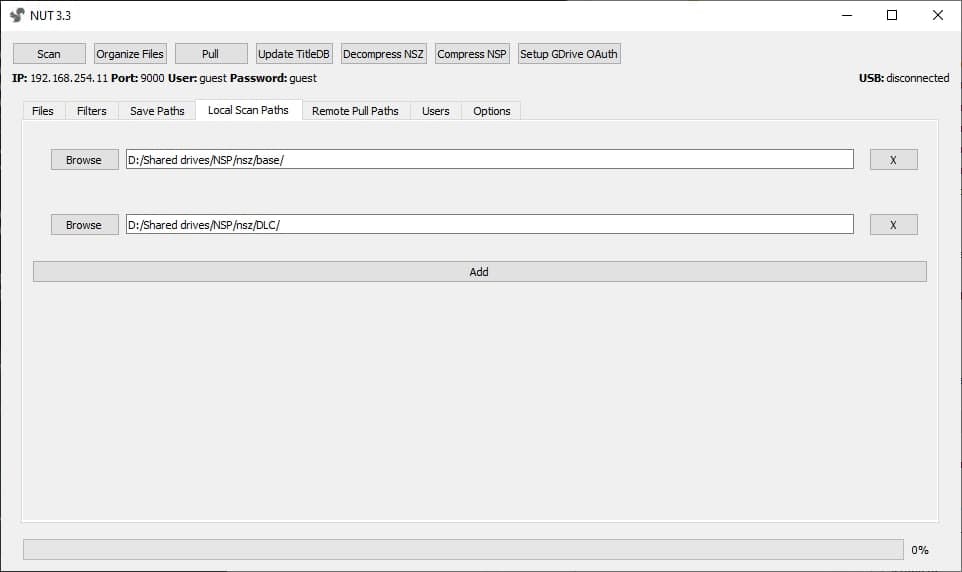 NUT 3.3
Scan Organize Files Pull Update TitleDB Decompress NSZ Compress NSP Setup GDrive OAuth
IP: 192.168.254.11 Port: 9000 User: guest Password: guest USB: disconnected
Files Filters Save Paths Local Scan Paths Remote Pull Paths Users Options
Browse D:/Shared drives/NSP/nsz/base/ X
Browse D:/Shared drives/NSP/nsz/DLC/ X
Add
0%